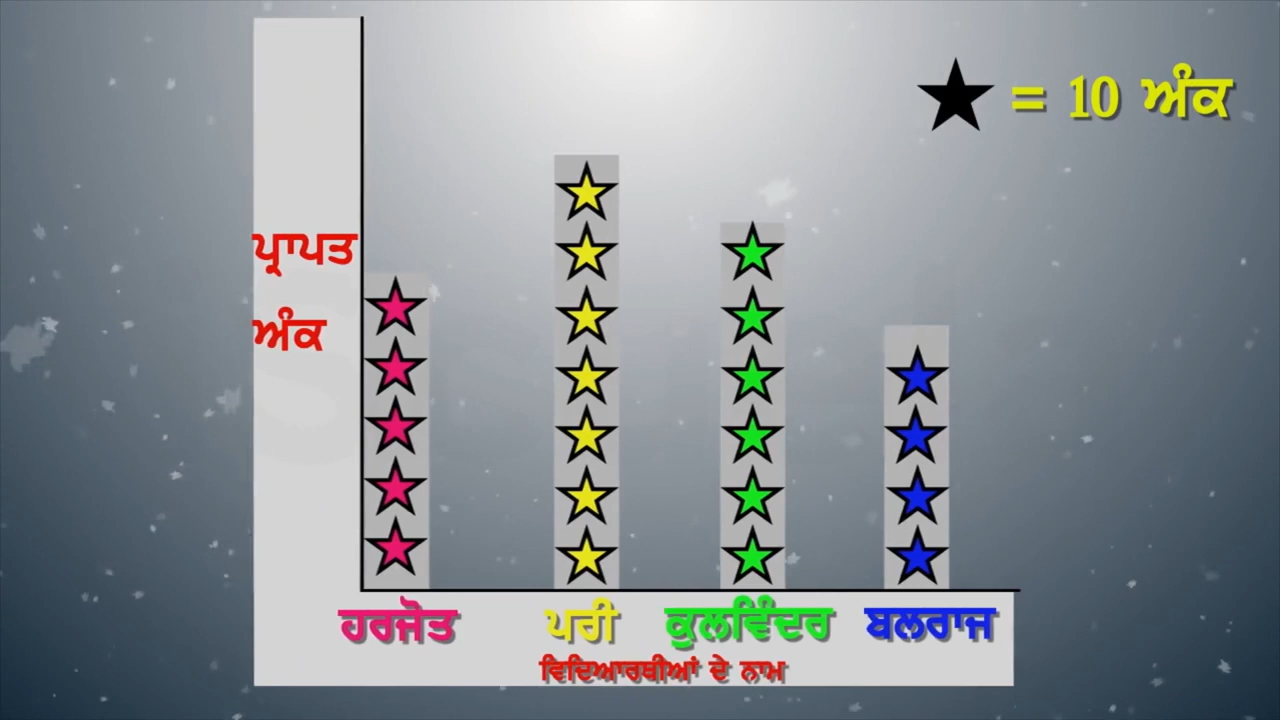 = 10 ਅੰਕ
ਪ੍ਰਾਪਤ
ਅੰਕ
ਹਰਜੋਤ ਪਰੀ ਕੁਲਵਿੰਦਰ ਬਲਰਾਜ
ਵਿਦਿਆਰਥੀਆਂ ਦੇ ਨਾਮ